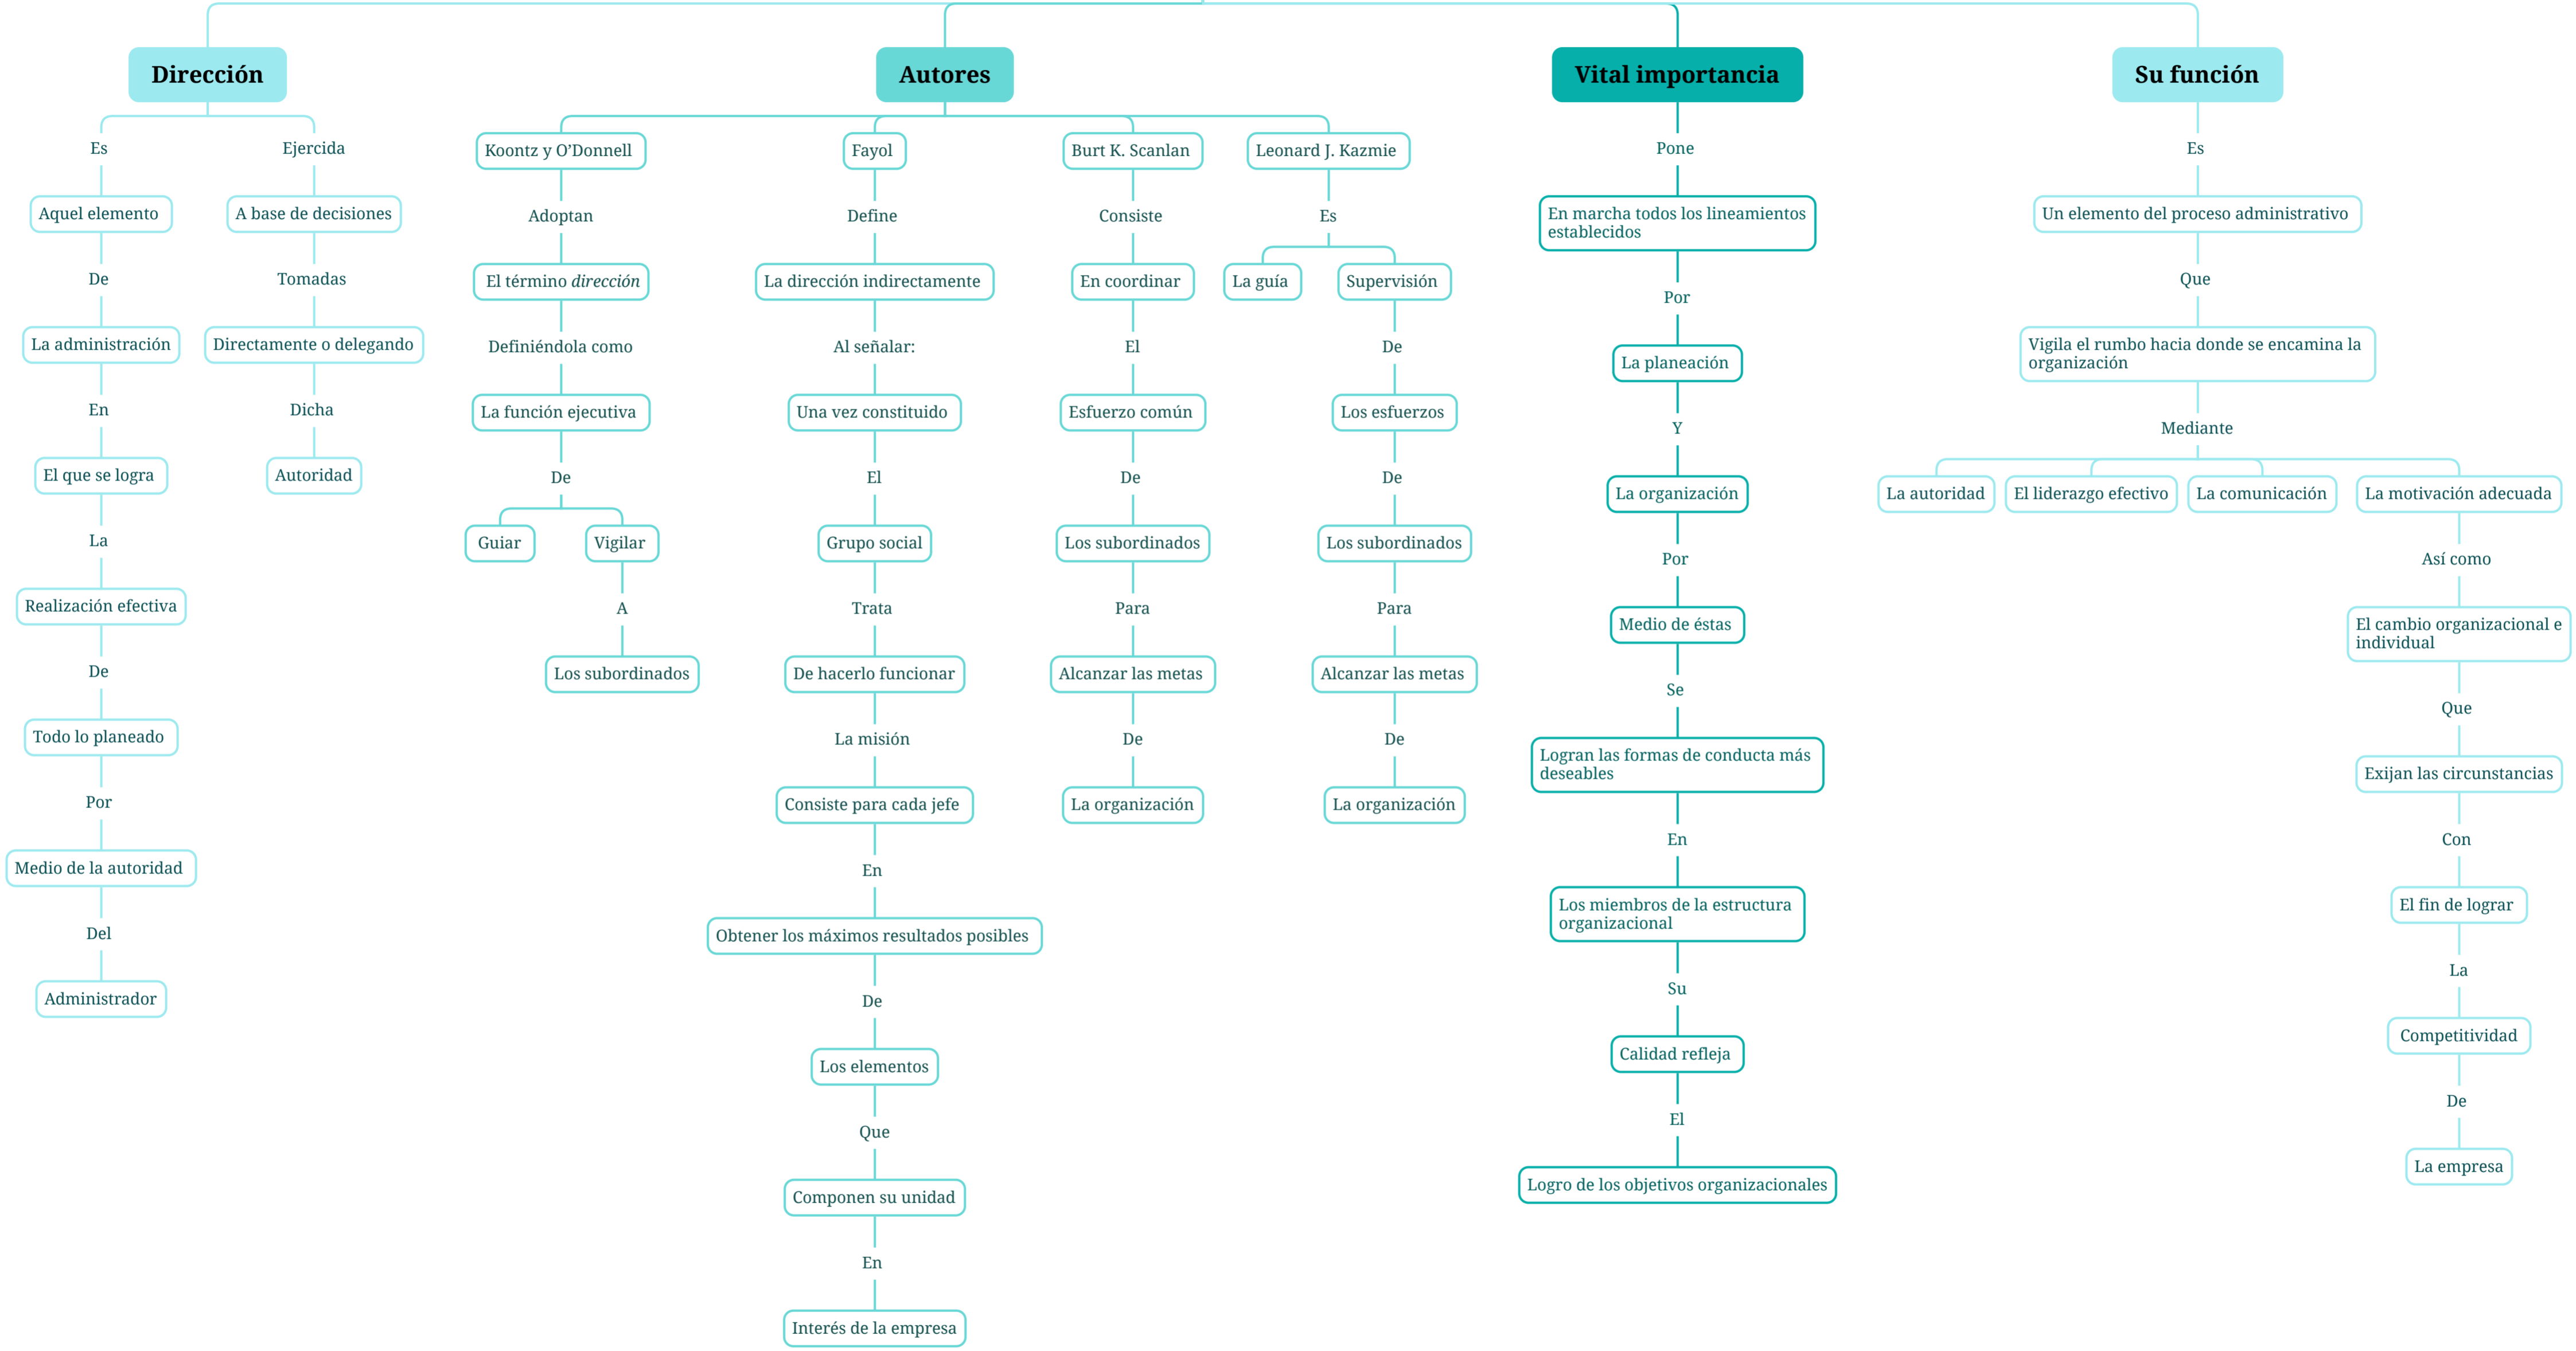 Dirección
Es
Aquel elemento
De
La administración
En
El que se logra
La
Realización efectiva
De
Todo lo planeado
Por
Medio de la autoridad
Del
Administrador
Ejercida
A base de decisiones
Tomadas
Directamente o delegando
Dicha
Autoridad
Autores
Koontz y O’Donnell
Adoptan
El término dirección
Definiéndola como
La función ejecutiva
De
Guiar
Vigilar
A
Los subordinados
Fayol
Define
La dirección indirectamente
Al señalar:
Una vez constituido
El
Grupo social
Trata
De hacerlo funcionar
La misión
Consiste para cada jefe
En
Obtener los máximos resultados posibles
De
Los elementos
Que
Componen su unidad
En
Interés de la empresa
Burt K. Scanlan
Consiste
En coordinar
El
Esfuerzo común
De
Los subordinados
Para
Alcanzar las metas
De
La organización
Leonard J. Kazmie
Es
La guía
Supervisión
De
Los esfuerzos
De
Los subordinados
Para
Alcanzar las metas
De
La organización
Vital importancia
Pone
En marcha todos los lineamientos
establecidos
Por
La planeación
Y
La organización
Por
Medio de éstas
Se
Logran las formas de conducta más
deseables
En
Los miembros de la estructura
organizacional
Su
Calidad refleja
El
Logro de los objetivos organizacionales
Su función
Es
Un elemento del proceso administrativo
Que
Vigila el rumbo hacia donde se encamina la
organización
Mediante
La autoridad
El liderazgo efectivo
La comunicación
La motivación adecuada
Así como
El cambio organizacional e
individual
Que
Exijan las circunstancias
Con
El fin de lograr
La
Competitividad
De
La empresa